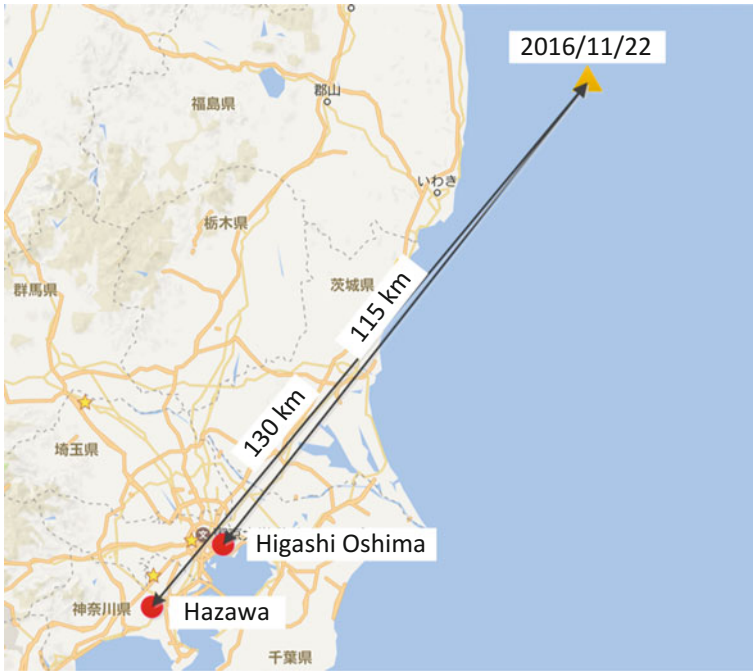 2016/11/22
郡山
福島県
いわき
栃木県
群馬県
茨城県
115 km
130 km
埼玉県
文
Higashi Oshima
神奈川県
Hazawa
千葉県